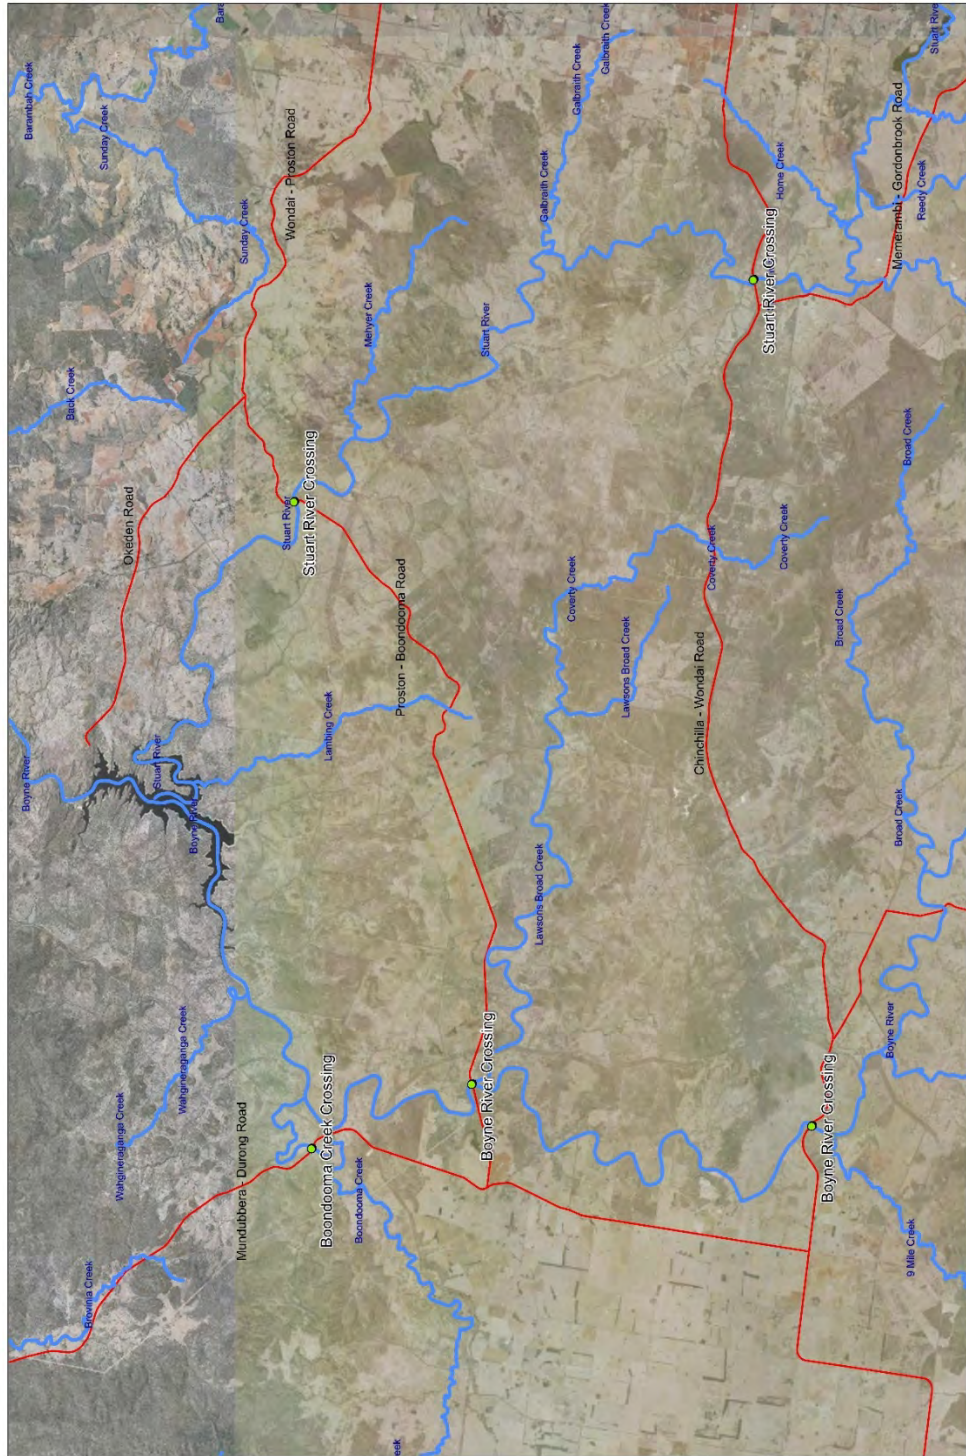 Barambah Creek
Bara
Sunday Creek
Sunday Creek
Back Creek
Okeden Road
Wondai - Proston Road
Galbraith Creek
Galbraith Creek
Galbraith Creek
Stuart Rive
Home Creek
Memerambi - Gordonbrook Road
Reedy Creek
Mehyer Creek
Stuart River
Stuart River Crossing
Stuart River
Stuart River Crossing
Proston - Boondooma Road
Lambing Creek
Boyne River
Stuart River
Boyne River
Coverty Creek
Coverty Creek
Coverty Creek
Lawsons Broad Creek
Lawsons Broad Creek
Chinchilla - Wondai Road
Broad Creek
Broad Creek
Broad Creek
Wahgineraganga Creek
Wahgineraganga Creek
Mundubbera - Durong Road
Boondooma Creek Crossing
Boondooma Creek
Boyne River Crossing
Boyne River Crossing
Boyne River
9 Mile Creek
Brovinia Creek
eek